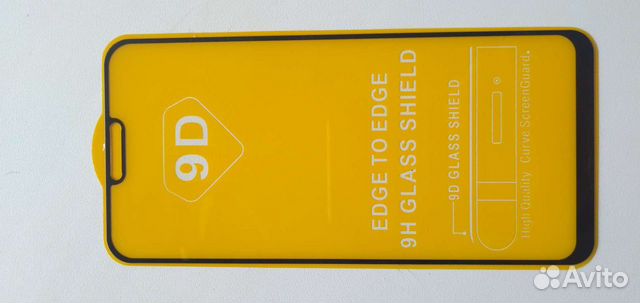 9D
EDGE TO EDGE
9H GLASS SHIELD
9D GLASS SHIELD
High Quality Curve ScreenGuard.
Avito